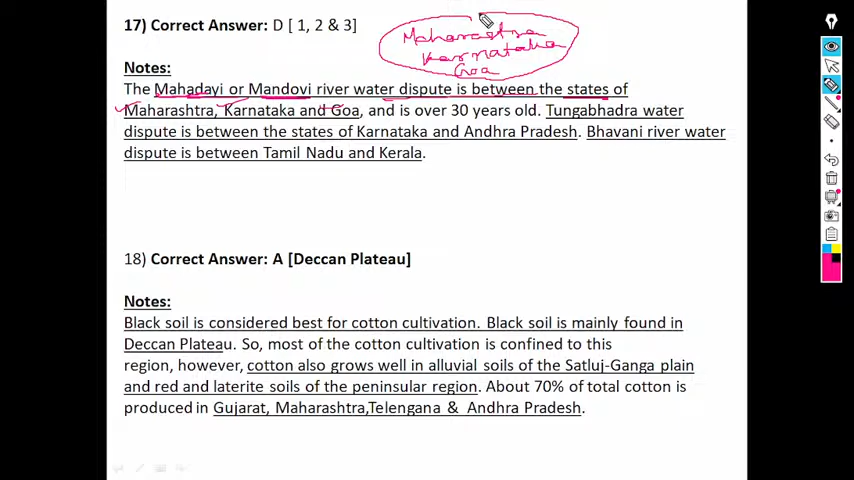 17) Correct Answer: D [ 1, 2 & 3]
Maharastra
Karnataka
Goa
Notes:
The Mahadayi or Mandovi river water dispute is between the states of
Maharashtra, Karnataka and Goa, and is over 30 years old. Tungabhadra water
dispute is between the states of Karnataka and Andhra Pradesh. Bhavani river water
dispute is between Tamil Nadu and Kerala.
18) Correct Answer: A [Deccan Plateau]
Notes:
Black soil is considered best for cotton cultivation. Black soil is mainly found in
Deccan Plateau. So, most of the cotton cultivation is confined to this
region, however, cotton also grows well in alluvial soils of the Satluj-Ganga plain
and red and laterite soils of the peninsular region. About 70% of total cotton is
produced in Gujarat, Maharashtra,Telengana & Andhra Pradesh.